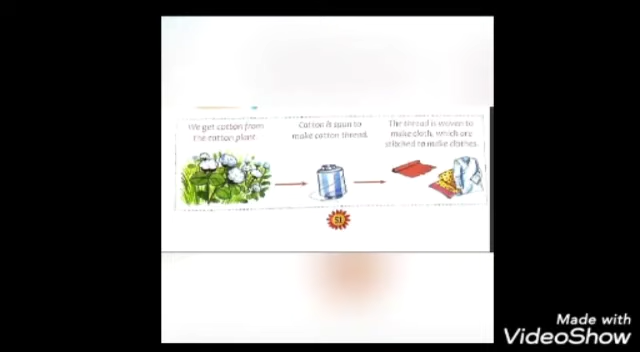 We get cotton from
the cotton plant.
Cotton is spun to
make cotton thread.
The thread is woven to
make cloth, which are
stitched to make clothes.
51
Made with
VideoShow